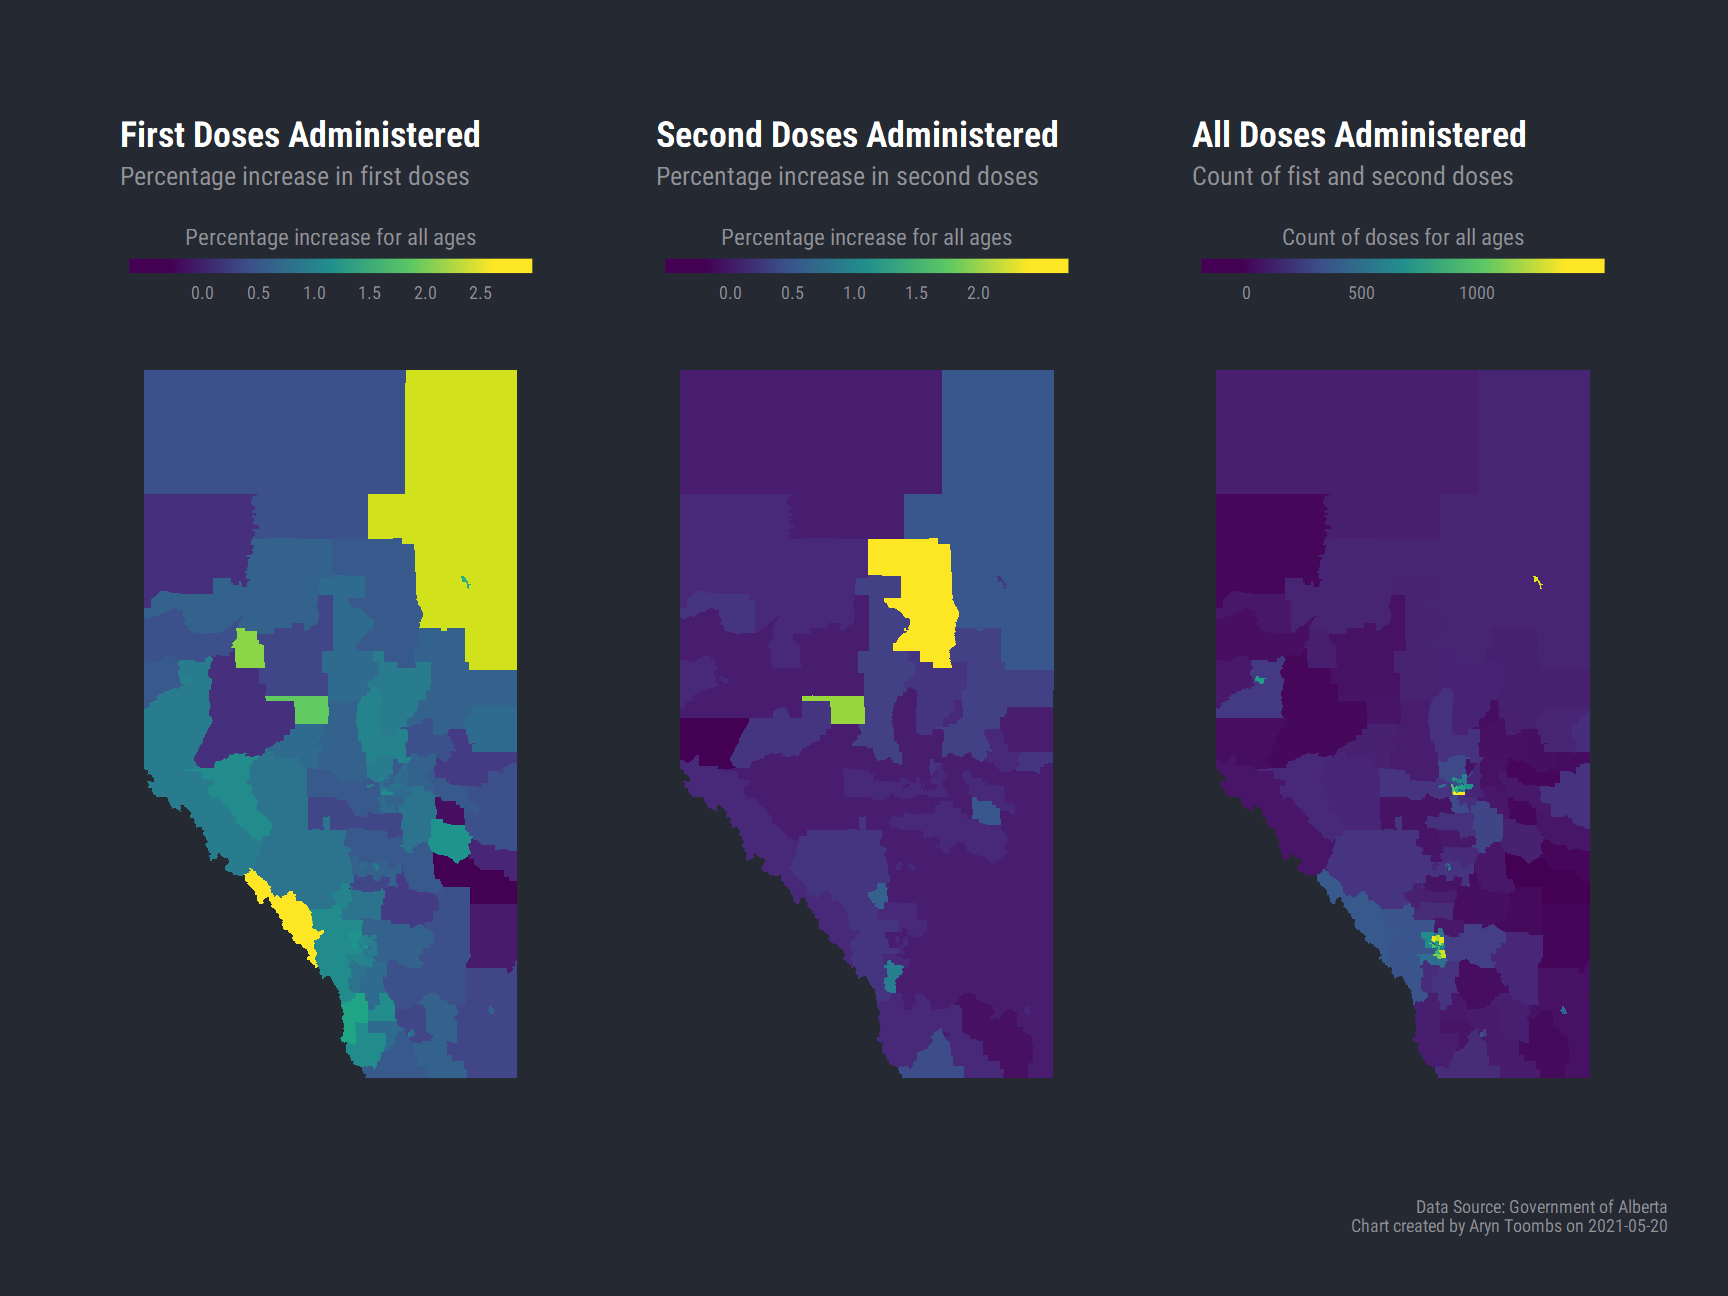 First Doses Administered
Percentage increase in first doses
Percentage increase for all ages
0.0 0.5 1.0 1.5 2.0 2.5
Second Doses Administered
Percentage increase in second doses
Percentage increase for all ages
0.0 0.5 1.0 1.5 2.0
All Doses Administered
Count of fist and second doses
Count of doses for all ages
0 500 1000
Data Source: Government of Alberta
Chart created by Aryn Toombs on 2021-05-20